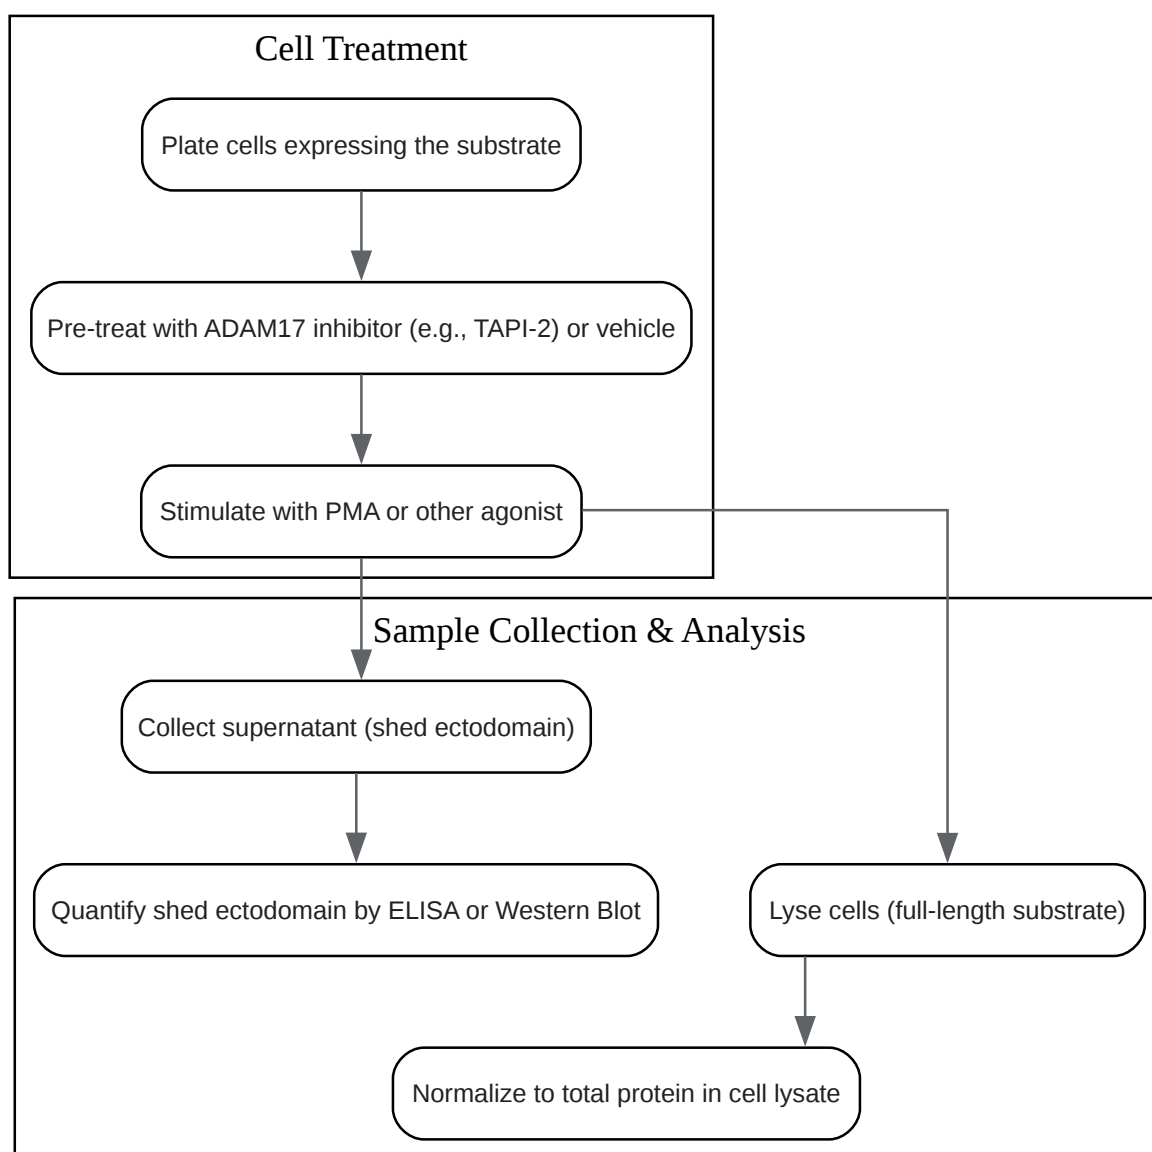 Cell Treatment
Plate cells expressing the substrate
Pre-treat with ADAM17 inhibitor (e.g., TAPI-2) or vehicle
Stimulate with PMA or other agonist
Sample Collection & Analysis
Collect supernatant (shed ectodomain)
Quantify shed ectodomain by ELISA or Western Blot
Lyse cells (full-length substrate)
Normalize to total protein in cell lysate